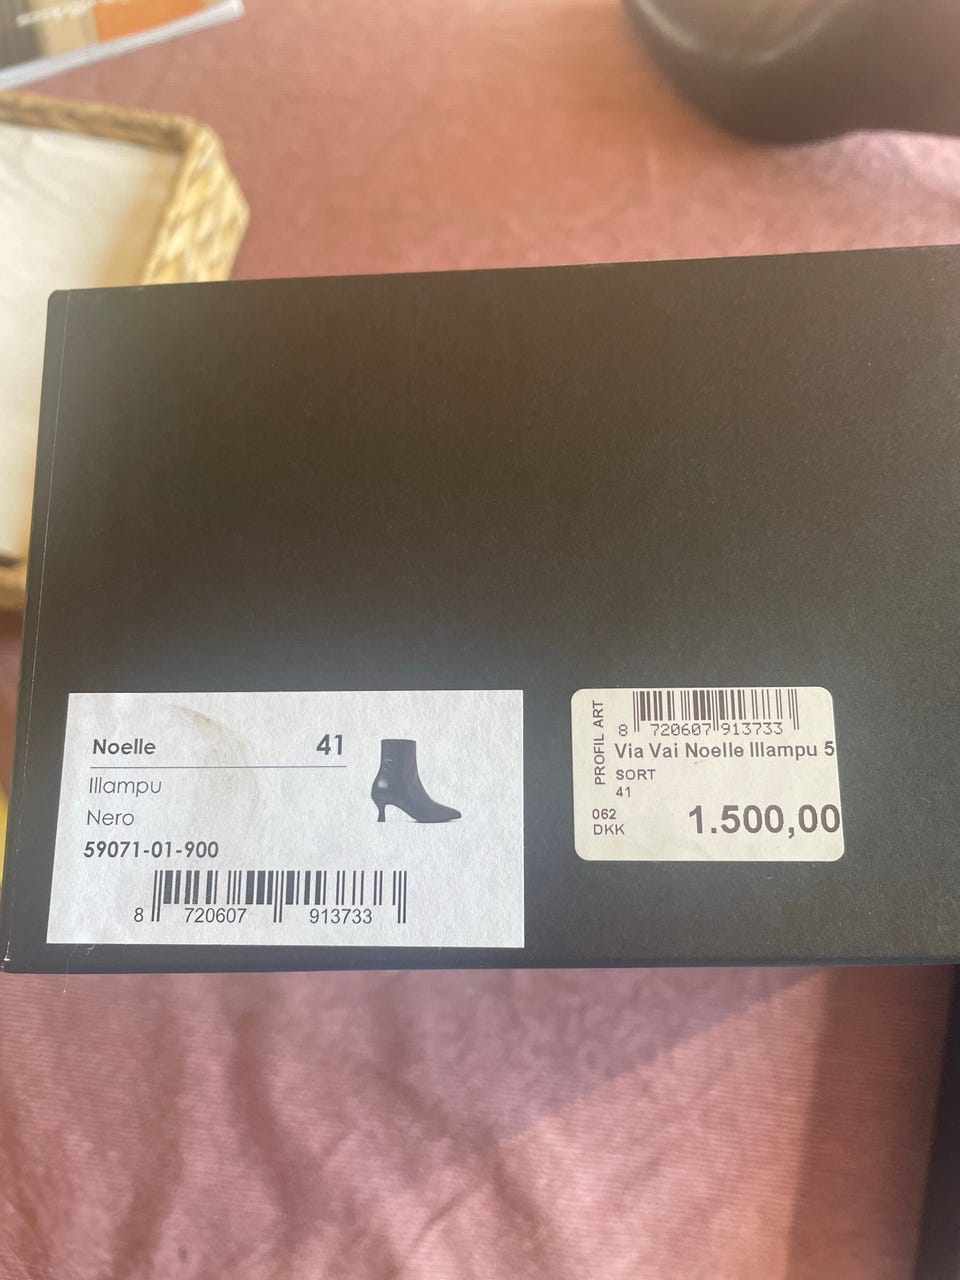 Noelle 41
Illampu
Nero
59071-01-900
8 720607 913733
PROFIL ART
8 720607 913733
Via Vai Noelle Illampu 5
SORT
41
062
DKK 1.500,00